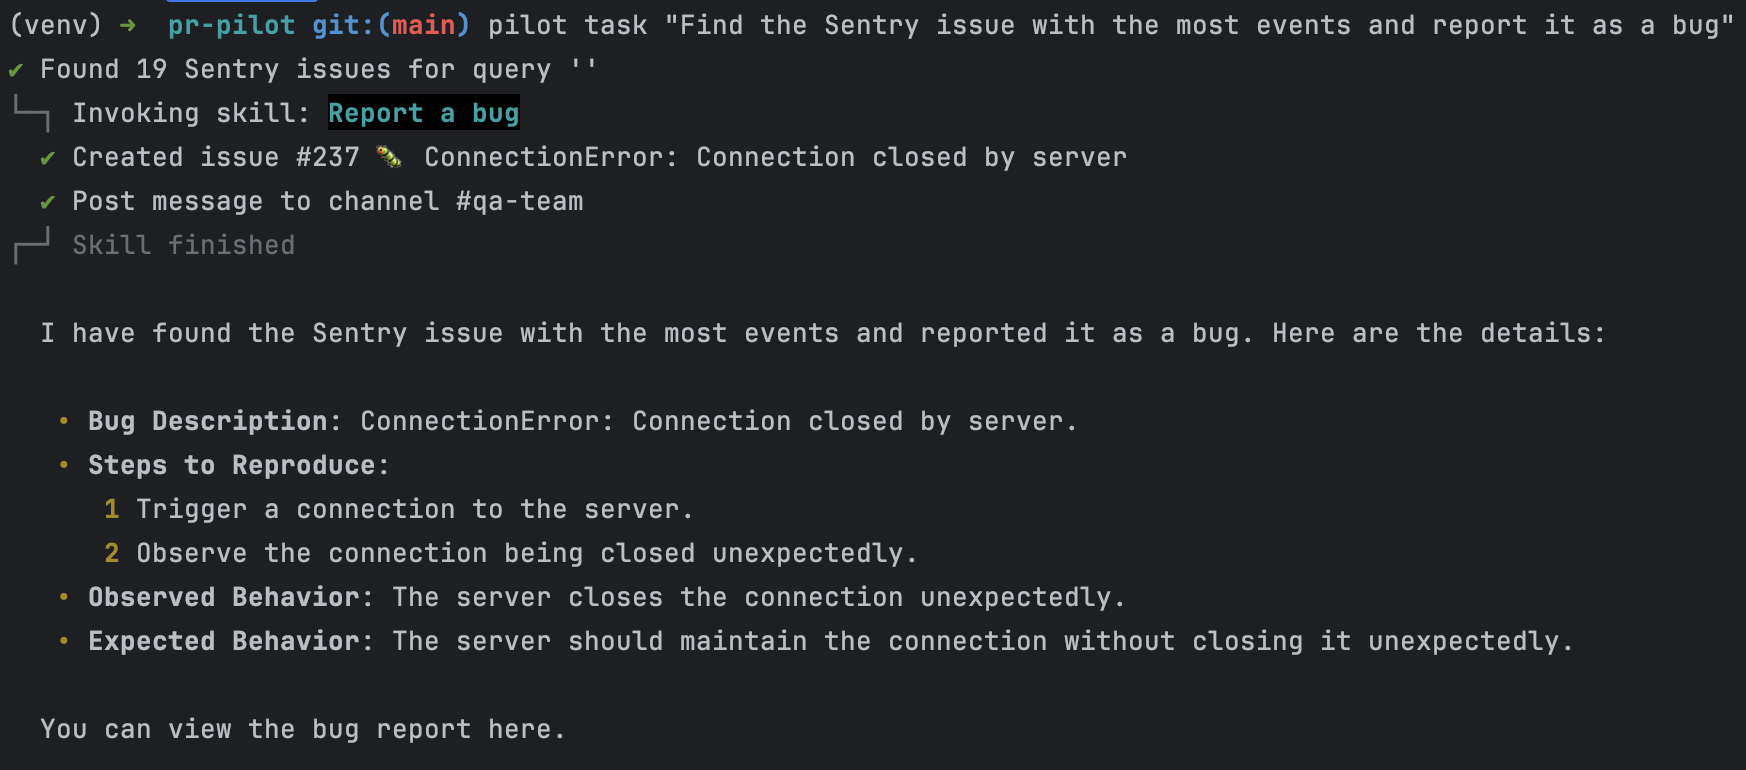 (venv) ➜ pr-pilot git:(main) pilot task "Find the Sentry issue with the most events and report it as a bug"
✔ Found 19 Sentry issues for query ''
Invoking skill: Report a bug
✔ Created issue #237 🐛 ConnectionError: Connection closed by server
✔ Post message to channel #qa-team
Skill finished
I have found the Sentry issue with the most events and reported it as a bug. Here are the details:
• Bug Description: ConnectionError: Connection closed by server.
• Steps to Reproduce:
1 Trigger a connection to the server.
2 Observe the connection being closed unexpectedly.
• Observed Behavior: The server closes the connection unexpectedly.
• Expected Behavior: The server should maintain the connection without closing it unexpectedly.
You can view the bug report here.